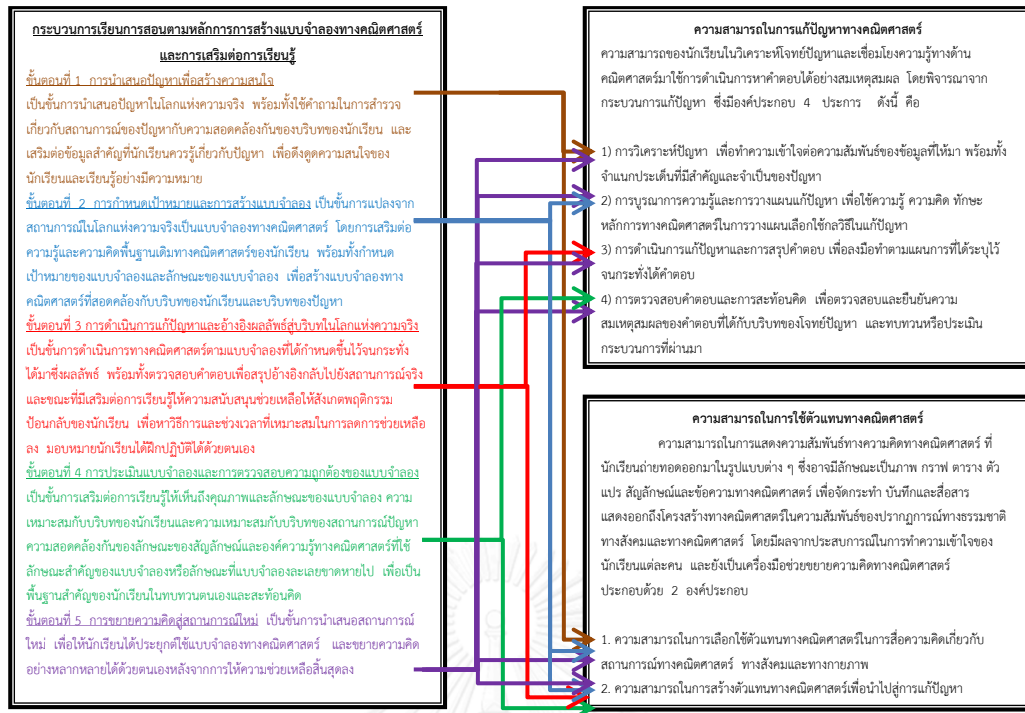 กระบวนการเรียนการสอนตามหลักการการสร้างแบบจำลองทางคณิตศาสตร์
และการเสริมต่อการเรียนรู้
ขั้นตอนที่ 1 การนำเสนอปัญหาเพื่อสร้างความสนใจ
เป็นขั้นการนำเสนอปัญหาในโลกแห่งความจริง พร้อมทั้งใช้คำถามในการสำรวจ
เกี่ยวกับสถานการณ์ของปัญหากับความสอดคล้องกันของบริบทของนักเรียน และ
เสริมต่อข้อมูลสำคัญที่นักเรียนควรรู้เกี่ยวกับปัญหา เพื่อดึงดูดความสนใจของ
นักเรียนและเรียนรู้อย่างมีความหมาย
ขั้นตอนที่ 2 การกำหนดเป้าหมายและการสร้างแบบจำลอง เป็นขั้นการแปลงจาก
สถานการณ์ในโลกแห่งความจริงเป็นแบบจำลองทางคณิตศาสตร์ โดยการเสริมต่อ
ความรู้และความคิดพื้นฐานเดิมทางคณิตศาสตร์ของนักเรียน พร้อมทั้งกำหนด
เป้าหมายของแบบจำลองและลักษณะของแบบจำลอง เพื่อสร้างแบบจำลองทาง
คณิตศาสตร์ที่สอดคล้องกับบริบทของนักเรียนและบริบทของปัญหา
ขั้นตอนที่ 3 การดำเนินการแก้ปัญหาและอ้างอิงผลลัพธ์สู่บริบทในโลกแห่งความจริง
เป็นขั้นการดำเนินการทางคณิตศาสตร์ตามแบบจำลองที่ได้กำหนดขึ้นไว้จนกระทั่ง
ได้มาซึ่งผลลัพธ์ พร้อมทั้งตรวจสอบคำตอบเพื่อสรุปอ้างอิงกลับไปยังสถานการณ์จริง
และขณะที่มีเสริมต่อการเรียนรู้ให้ความสนับสนุนช่วยเหลือให้สังเกตพฤติกรรม
ป้อนกลับของนักเรียน เพื่อหาวิธีการและช่วงเวลาที่เหมาะสมในการลดการช่วยเหลือ
ลง มอบหมายนักเรียนได้ฝึกปฏิบัติได้ด้วยตนเอง
ขั้นตอนที่ 4 การประเมินแบบจำลองและการตรวจสอบความถูกต้องของแบบจำลอง
เป็นขั้นการเสริมต่อการเรียนรู้ให้เห็นถึงคุณภาพและลักษณะของแบบจำลอง ความ
เหมาะสมกับบริบทของนักเรียนและความเหมาะสมกับบริบทของสถานการณ์ปัญหา
ความสอดคล้องกันของลักษณะของสัญลักษณ์และองค์ความรู้ทางคณิตศาสตร์ที่ใช้
ลักษณะสำคัญของแบบจำลองหรือลักษณะที่แบบจำลองละเลยขาดหายไป เพื่อเป็น
พื้นฐานสำคัญของนักเรียนในทบทวนตนเองและสะท้อนคิด
ขั้นตอนที่ 5 การขยายความคิดสู่สถานการณ์ใหม่ เป็นขั้นการนำเสนอสถานการณ์
ใหม่ เพื่อให้นักเรียนได้ประยุกต์ใช้แบบจำลองทางคณิตศาสตร์ และขยายความคิด
อย่างหลากหลายได้ด้วยตนเองหลังจากการให้ความช่วยเหลือสิ้นสุดลง
ความสามารถในการแก้ปัญหาทางคณิตศาสตร์
ความสามารถของนักเรียนในวิเคราะห์โจทย์ปัญหาและเชื่อมโยงความรู้ทางด้าน
คณิตศาสตร์มาใช้การดำเนินการหาคำตอบได้อย่างสมเหตุสมผล โดยพิจารณาจาก
กระบวนการแก้ปัญหา ซึ่งมีองค์ประกอบ 4 ประการ ดังนี้ คือ
1) การวิเคราะห์ปัญหา เพื่อทำความเข้าใจต่อความสัมพันธ์ของข้อมูลที่ให้มา พร้อมทั้ง
จำแนกประเด็นที่มีสำคัญและจำเป็นของปัญหา
2) การบูรณาการความรู้และการวางแผนแก้ปัญหา เพื่อใช้ความรู้ ความคิด ทักษะ
หลักการทางคณิตศาสตร์ในการวางแผนเลือกใช้กลวิธีในแก้ปัญหา
3) การดำเนินการแก้ปัญหาและการสรุปคำตอบ เพื่อลงมือทำตามแผนการที่ได้ระบุไว้
จนกระทั่งได้คำตอบ
4) การตรวจสอบคำตอบและการสะท้อนคิด เพื่อตรวจสอบและยืนยันความ
สมเหตุสมผลของคำตอบที่ได้กับบริบทของโจทย์ปัญหา และทบทวนหรือประเมิน
กระบวนการที่ผ่านมา
ความสามารถในการใช้ตัวแทนทางคณิตศาสตร์
ความสามารถในการแสดงความสัมพันธ์ทางความคิดทางคณิตศาสตร์ ที่
นักเรียนถ่ายทอดออกมาในรูปแบบต่าง ๆ ซึ่งอาจมีลักษณะเป็นภาพ กราฟ ตาราง ตัว
แปร สัญลักษณ์และข้อความทางคณิตศาสตร์ เพื่อจัดกระทำ บันทึกและสื่อสาร
แสดงออกถึงโครงสร้างทางคณิตศาสตร์ในความสัมพันธ์ของปรากฏการณ์ทางธรรมชาติ
ทางสังคมและทางคณิตศาสตร์ โดยมีผลจากประสบการณ์ในการทำความเข้าใจของ
นักเรียนแต่ละคน และยังเป็นเครื่องมือช่วยขยายความคิดทางคณิตศาสตร์
ประกอบด้วย 2 องค์ประกอบ
1. ความสามารถในการเลือกใช้ตัวแทนทางคณิตศาสตร์ในการสื่อความคิดเกี่ยวกับ
สถานการณ์ทางคณิตศาสตร์ ทางสังคมและทางกายภาพ
2. ความสามารถในการสร้างตัวแทนทางคณิตศาสตร์เพื่อนำไปสู่การแก้ปัญหา